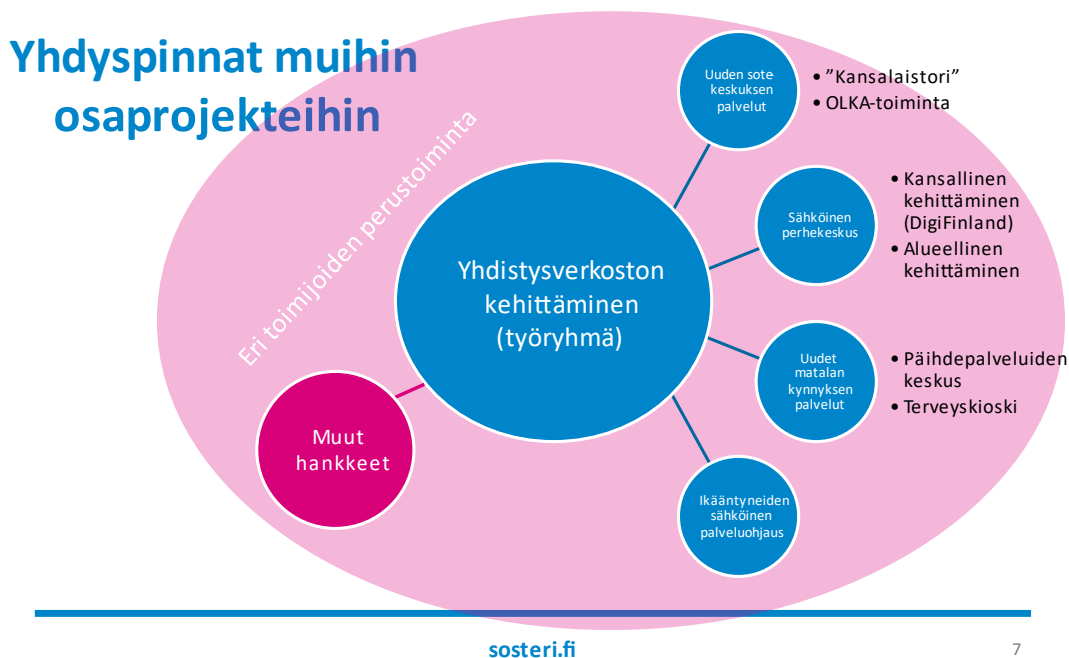 Yhdyspinnat muihin
osaprojekteihin
Eri toimijoiden perustoiminta
Uuden sote-
keskuksen
palvelut
• ”Kansalaistori”
• OLKA-toiminta
Sähköinen
perhekeskus
• Kansallinen
kehittäminen
(DigiFinland)
• Alueellinen
kehittäminen
Yhdistysverkoston
kehittäminen
(työryhmä)
Uudet
matalan
kynnyksen
palvelut
• Päihdepalveluiden
keskus
• Terveyskioski
Muut
hankkeet
Ikääntyneiden
sähköinen
palveluohjaus
sosteri.fi
7